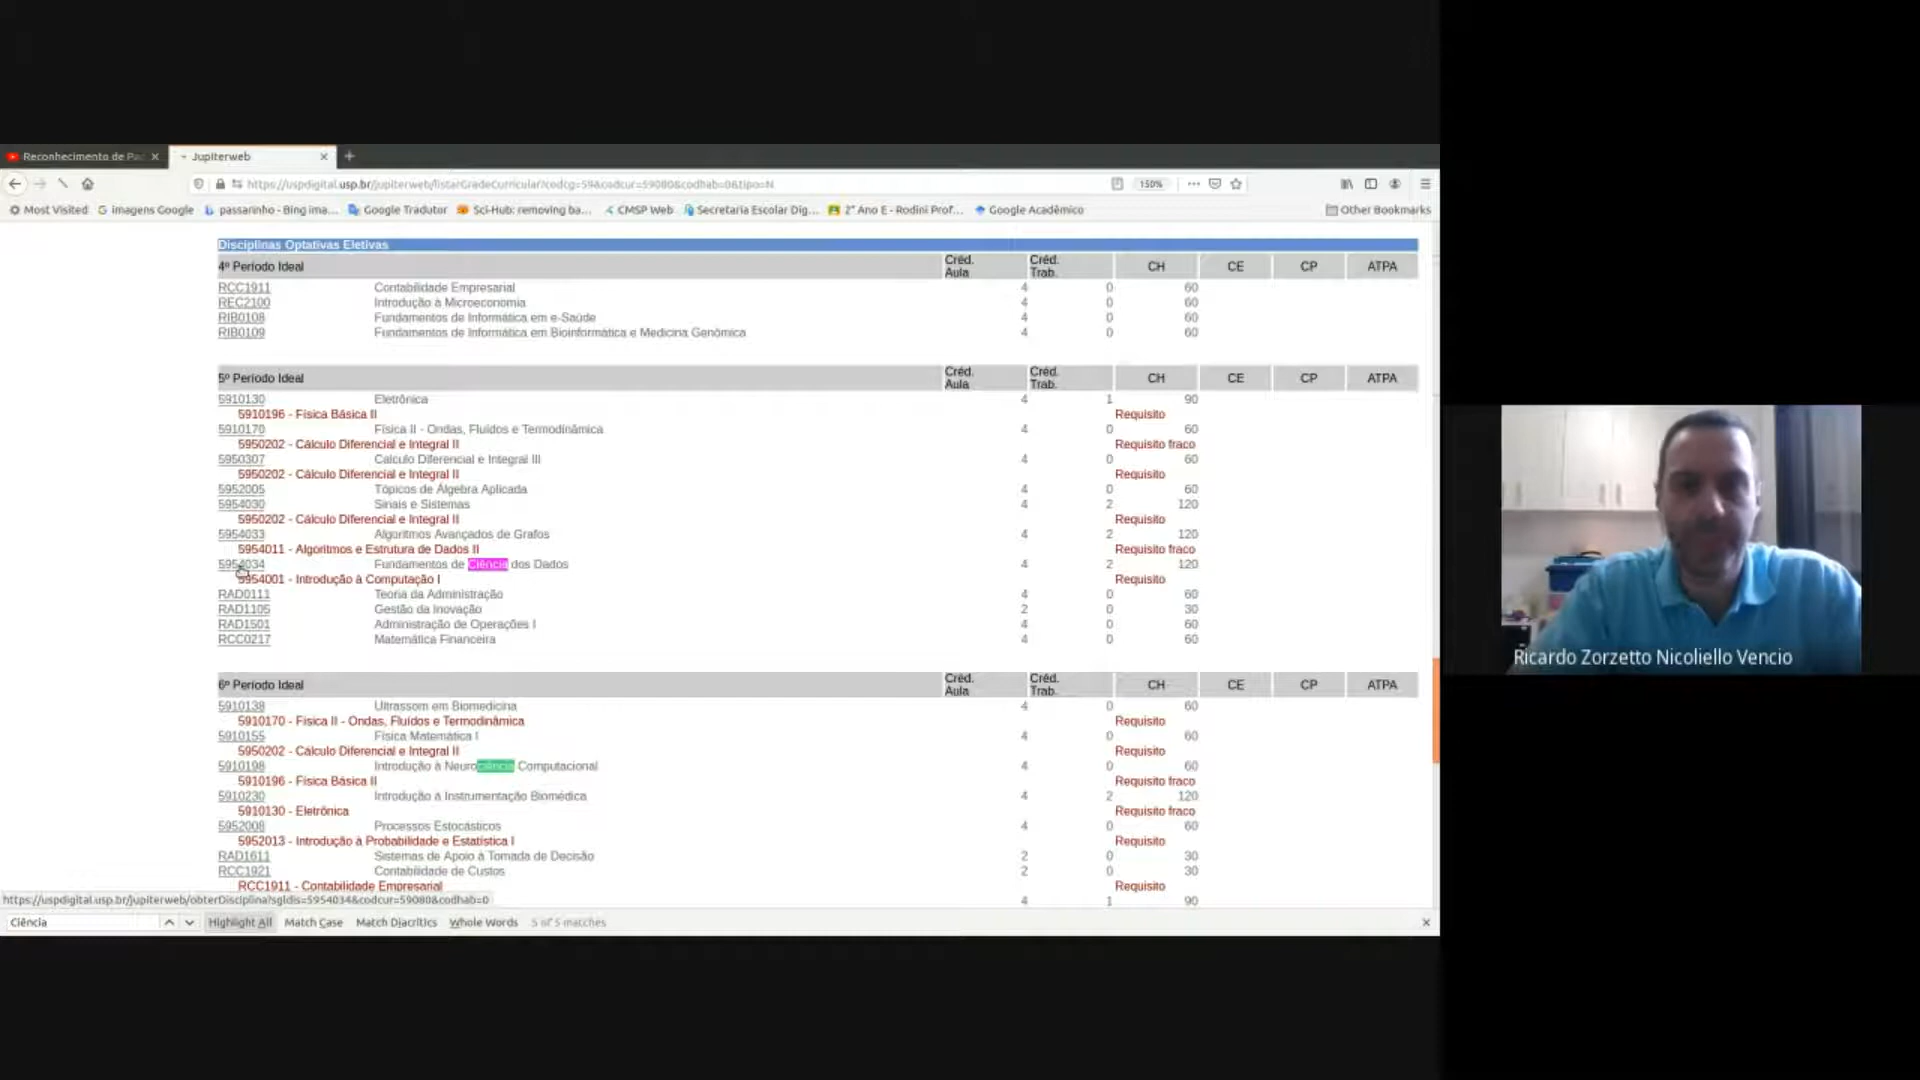 Reconhecimento de Pa
Jupiterweb
https://uspdigital.usp.br/jupiterweb/listarGradeCurricular?codcg=59&codcur=59080&codhab=0&tipo=N
150%
Most Visited
imagens Google
passarinho - Bing ima...
Google Tradutor
Sci-Hub: removing ba...
CMSP Web
Secretaria Escolar Dig...
2° Ano E - Rodini Prof...
Google Acadêmico
Other Bookmarks
Disciplinas Optativas Eletivas
4º Período Ideal Créd. Aula Créd. Trab. CH CE CP ATPA
RCC1911 Contabilidade Empresarial 4 0 60
REC2100 Introdução à Microeconomia 4 0 60
RIB0108 Fundamentos de Informática em e-Saúde 4 0 60
RIB0109 Fundamentos de Informática em Bioinformática e Medicina Genômica 4 0 60
5º Período Ideal Créd. Aula Créd. Trab. CH CE CP ATPA
5910130 Eletrônica 4 1 90
5910196 - Física Básica II Requisito
5910170 Física II - Ondas, Fluídos e Termodinâmica 4 0 60
5950202 - Cálculo Diferencial e Integral II Requisito fraco
5950307 Calculo Diferencial e Integral III 4 0 60
5950202 - Cálculo Diferencial e Integral II Requisito
5952005 Tópicos de Álgebra Aplicada 4 0 60
5954030 Sinais e Sistemas 4 2 120
5950202 - Cálculo Diferencial e Integral II Requisito
5954033 Algoritmos Avançados de Grafos 4 2 120
5954011 - Algoritmos e Estrutura de Dados II Requisito fraco
5954034 Fundamentos de Ciência dos Dados 4 2 120
5954001 - Introdução à Computação I Requisito
RAD0111 Teoria da Administração 4 0 60
RAD1105 Gestão da Inovação 2 0 30
RAD1501 Administração de Operações I 4 0 60
RCC0217 Matemática Financeira 4 0 60
6º Período Ideal Créd. Aula Créd. Trab. CH CE CP ATPA
5910138 Ultrassom em Biomedicina 4 0 60
5910170 - Física II - Ondas, Fluídos e Termodinâmica Requisito
5910155 Física Matemática I 4 0 60
5950202 - Cálculo Diferencial e Integral II Requisito
5910198 Introdução à Neurociência Computacional 4 0 60
5910196 - Física Básica II Requisito fraco
5910230 Introdução à Instrumentação Biomédica 4 2 120
5910130 - Eletrônica Requisito fraco
5952008 Processos Estocásticos 4 0 60
5952013 - Introdução à Probabilidade e Estatística I Requisito
RAD1611 Sistemas de Apoio à Tomada de Decisão 2 0 30
RCC1921 Contabilidade de Custos 2 0 30
RCC1911 - Contabilidade Empresarial Requisito
4 1 90
https://uspdigital.usp.br/jupiterweb/obterDisciplina?sgldis=5954034&codcur=59080&codhab=0
Ciência
Highlight All Match Case Match Diacritics Whole Words 5 of 5 matches
Ricardo Zorzetto Nicoliello Vencio